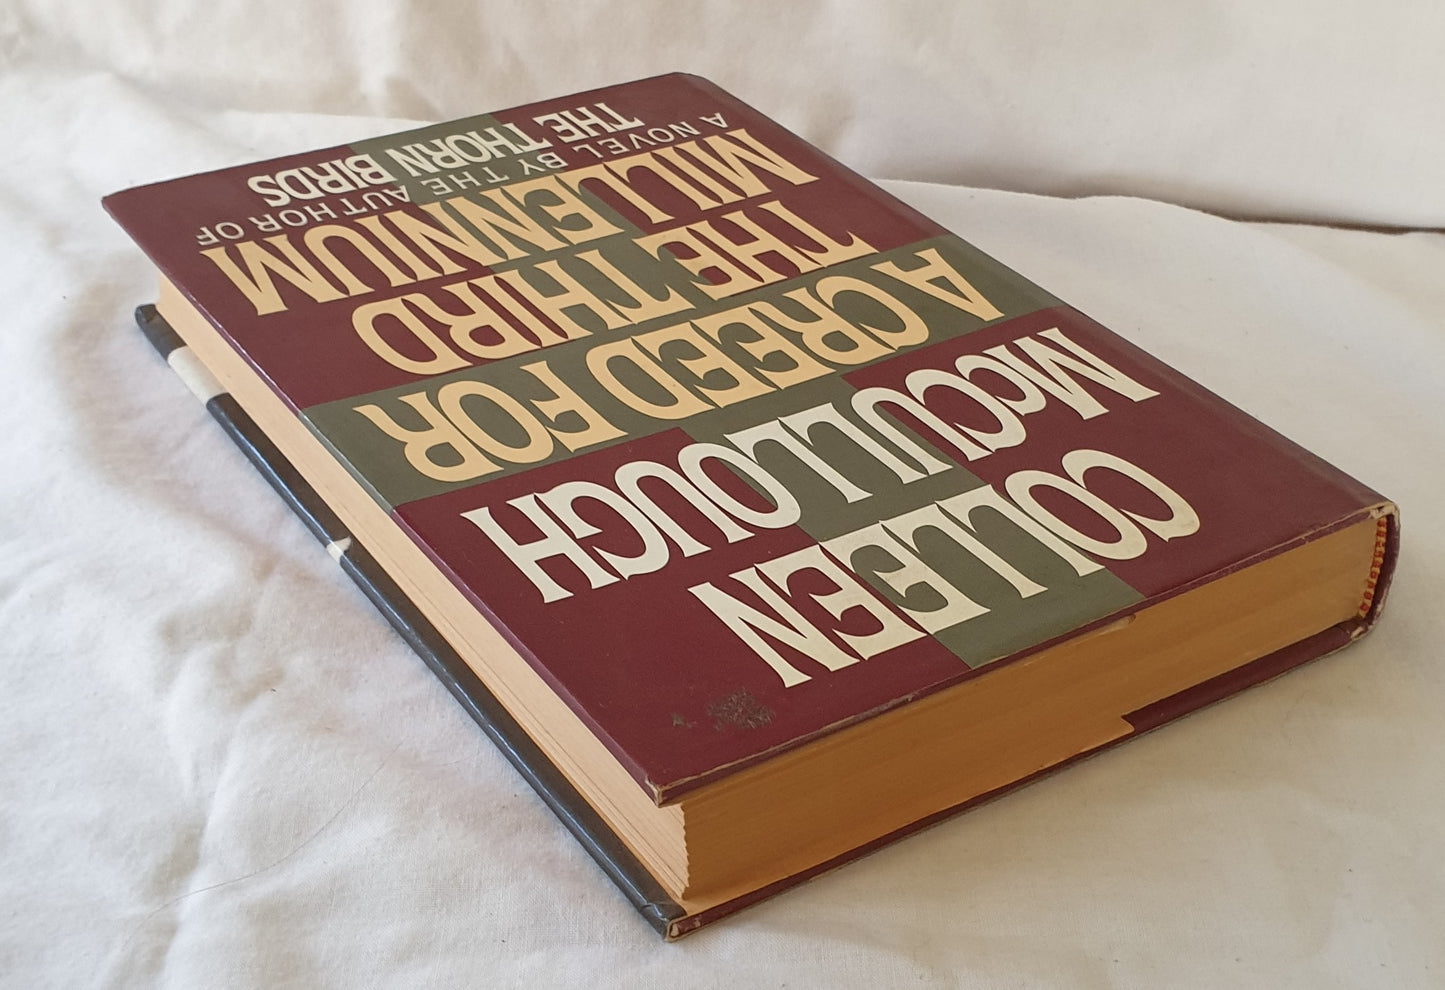 COLLEEN
McCULLOUGH
A CREED FOR
THE THIRD
MILLENNIUM
A NOVEL BY THE AUTHOR OF
THE THORN BIRDS